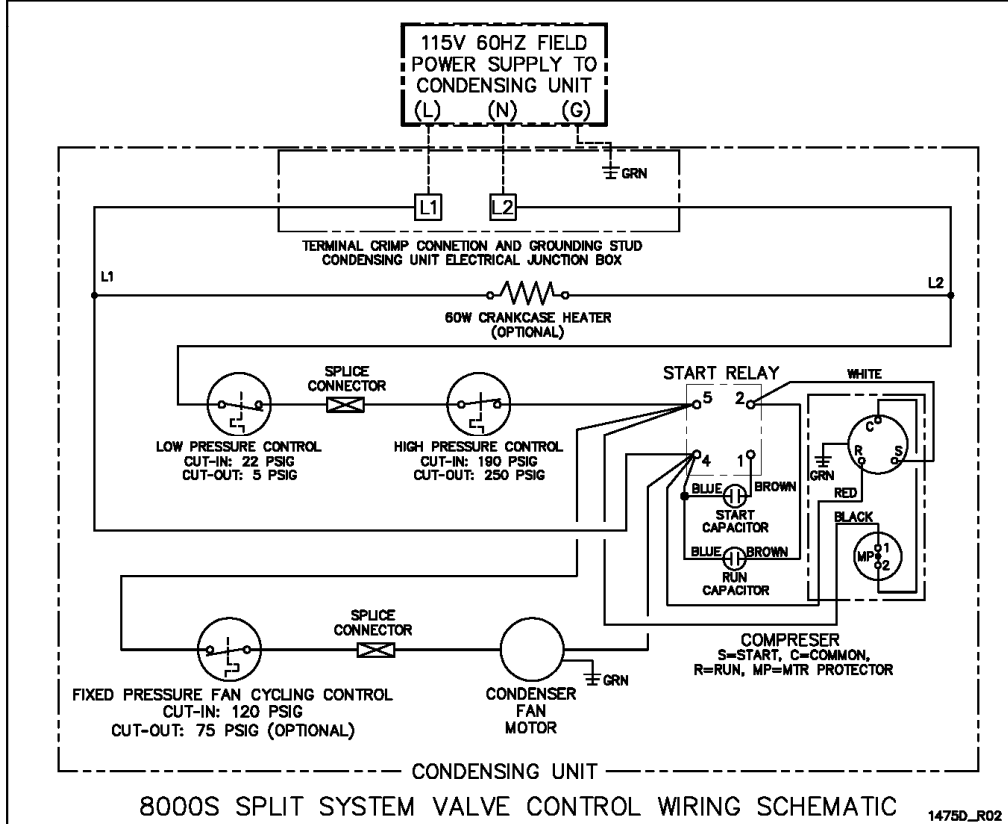 115V 60HZ FIELD
POWER SUPPLY TO
CONDENSING UNIT
(L) (N) (G)
GRN
L1 L2
TERMINAL CRIMP CONNETION AND GROUNDING STUD
CONDENSING UNIT ELECTRICAL JUNCTION BOX
L1 L2
60W CRANKCASE HEATER
(OPTIONAL)
SPLICE
CONNECTOR
START RELAY
WHITE
5 2
4 1
LOW PRESSURE CONTROL
CUT-IN: 22 PSIG
CUT-OUT: 5 PSIG
HIGH PRESSURE CONTROL
CUT-IN: 190 PSIG
CUT-OUT: 250 PSIG
C
R S
GRN
BLUE BROWN
START
CAPACITOR
RED
BLACK
BLUE BROWN
RUN
CAPACITOR
MP 1
2
SPLICE
CONNECTOR
COMPRESER
S=START, C=COMMON,
R=RUN, MP=MTR PROTECTOR
GRN
FIXED PRESSURE FAN CYCLING CONTROL
CUT-IN: 120 PSIG
CUT-OUT: 75 PSIG (OPTIONAL)
CONDENSER
FAN
MOTOR
CONDENSING UNIT
8000S SPLIT SYSTEM VALVE CONTROL WIRING SCHEMATIC
1475D_R02